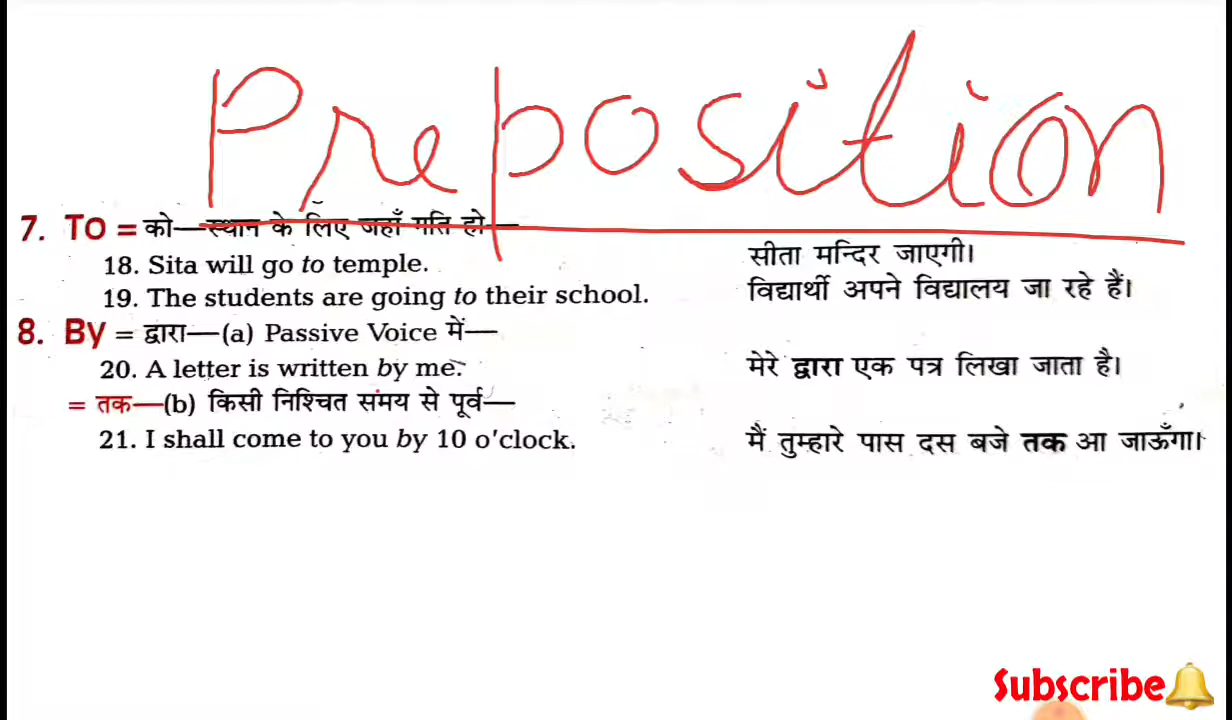 Preposition
7. To = को—स्थान के लिए जहाँ गति हो—
18. Sita will go to temple. सीता मन्दिर जाएगी।
19. The students are going to their school. विद्यार्थी अपने विद्यालय जा रहे हैं।
8. By = द्वारा—(a) Passive Voice में—
20. A letter is written by me. मेरे द्वारा एक पत्र लिखा जाता है।
= तक—(b) किसी निश्चित समय से पूर्व—
21. I shall come to you by 10 o'clock. मैं तुम्हारे पास दस बजे तक आ जाऊँगा।
Subscribe